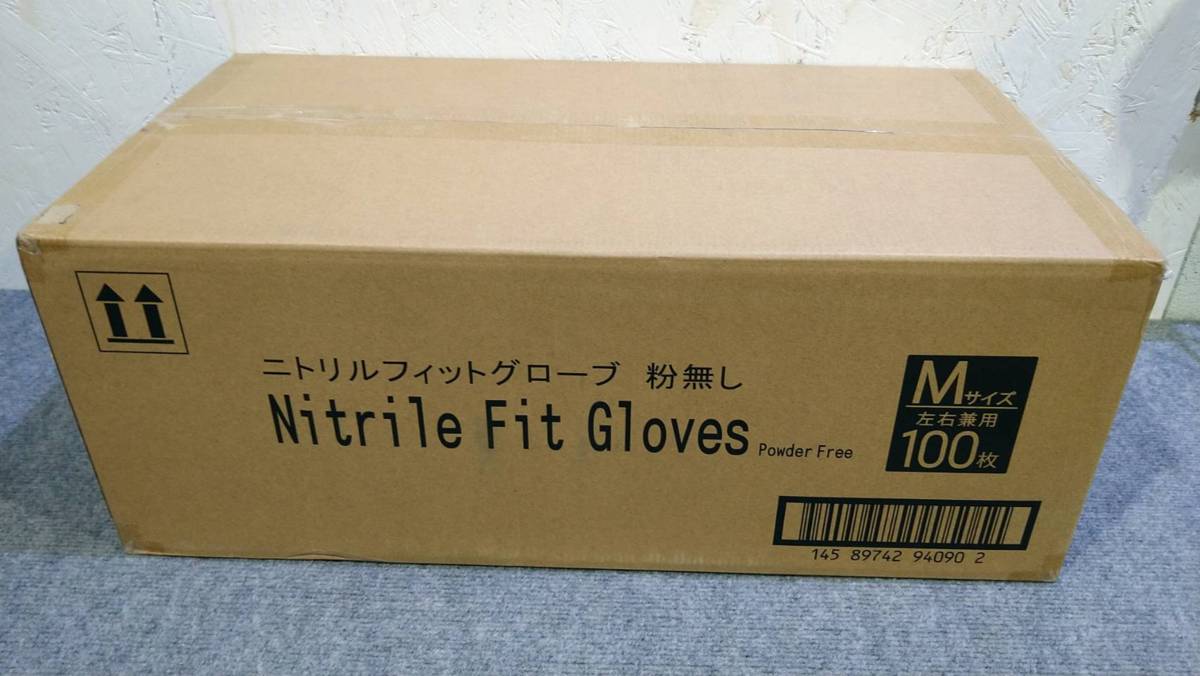 ニトリルフィットグローブ 粉無し
Nitrile Fit Gloves Powder Free
Mサイズ
左右兼用
100枚
145 89742 94090 2